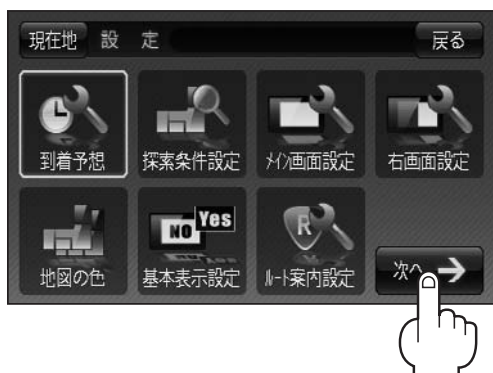 現在地 設定 戻る
到着予想 探索条件設定 メイン画面設定 右画面設定
NO Yes R
地図の色 基本表示設定 ルート案内設定 次へ